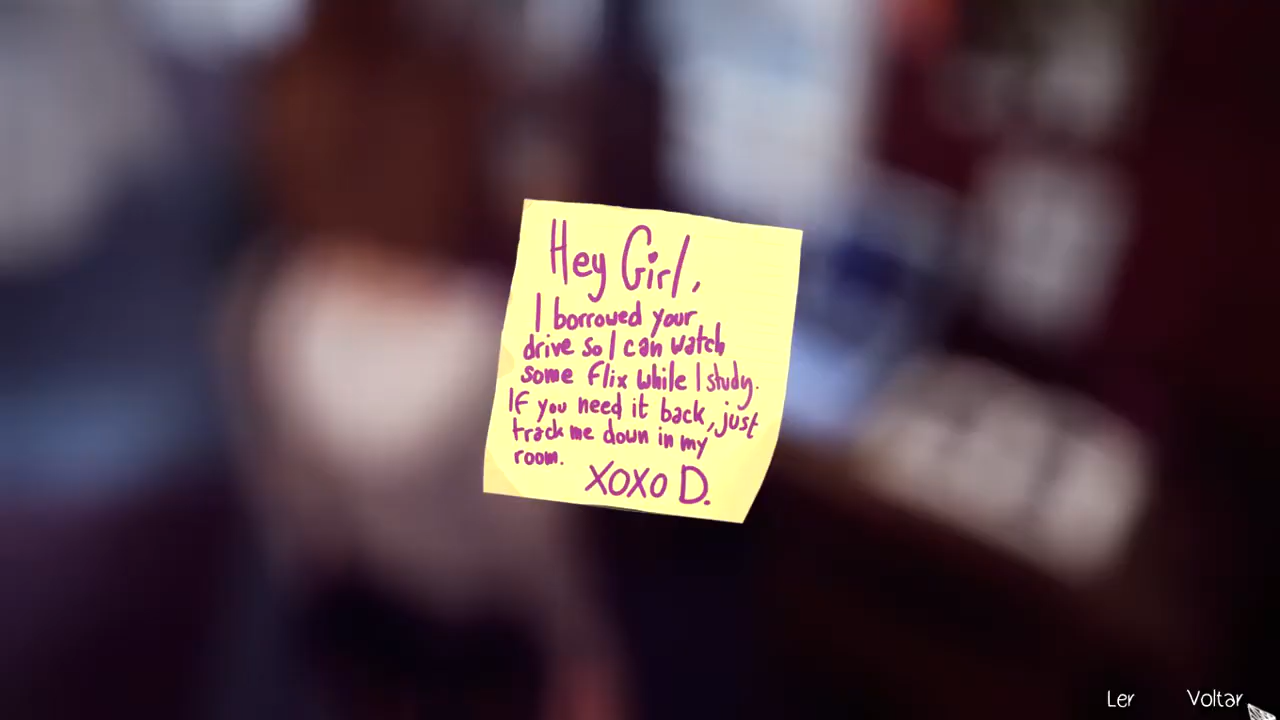 Hey Girl,
I borrowed your
drive so I can watch
some Flix while I study.
If you need it back, just
track me down in my
room.
XOXO D.
Ler Voltar